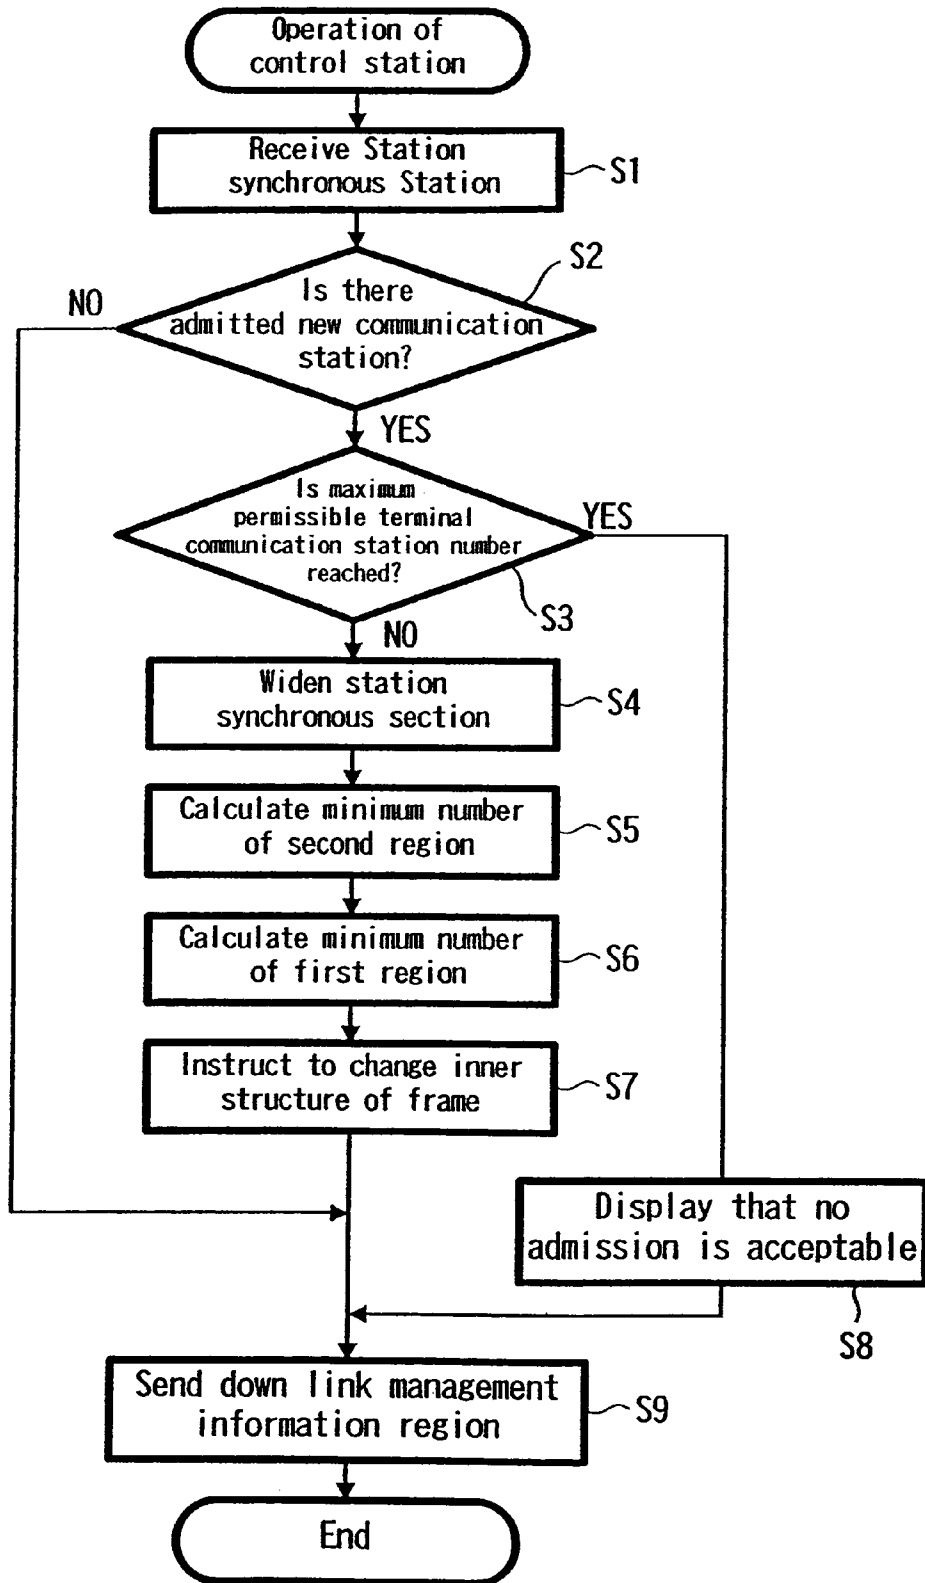 Operation of
control station
Receive Station
synchronous Station
S1
S2
NO
Is there
admitted new communication
station?
YES
Is maximum
permissible terminal
communication station number
reached?
YES
S3
NO
Widen station
synchronous section
S4
Calculate minimum number
of second region
S5
Calculate minimum number
of first region
S6
Instruct to change inner
structure of frame
S7
Display that no
admission is acceptable
S8
Send down link management
information region
S9
End